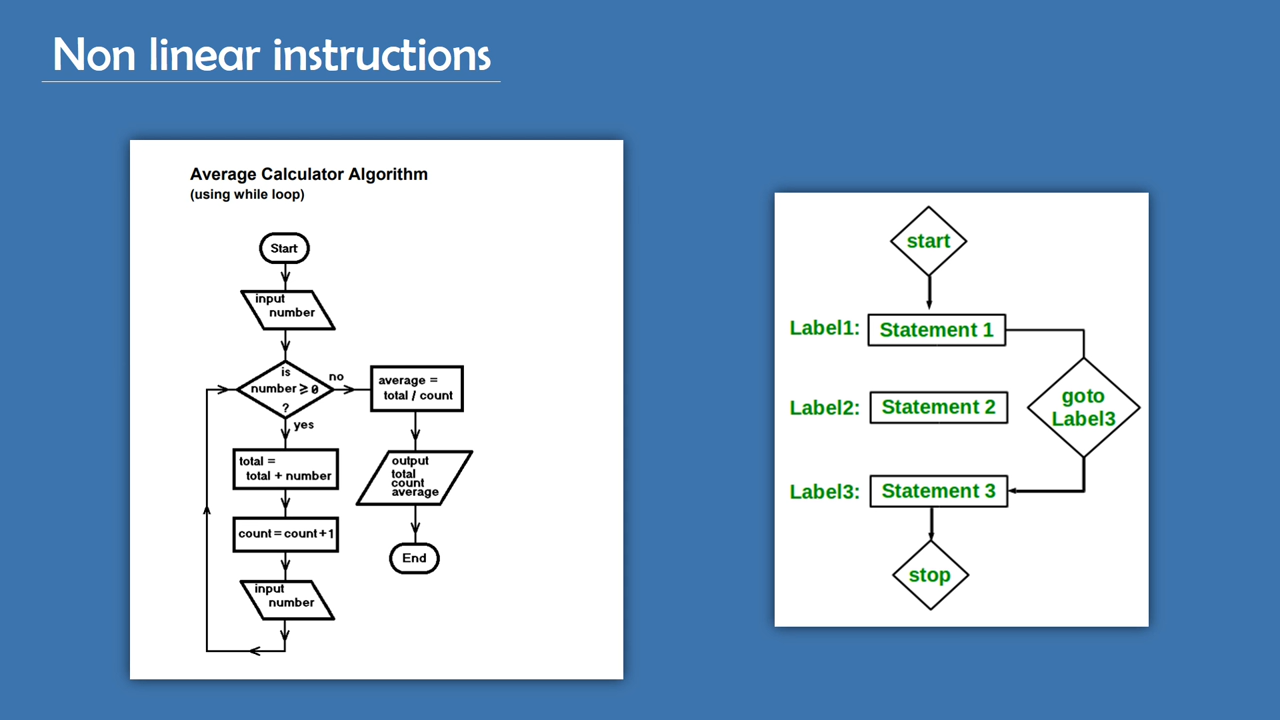 Non linear instructions
Average Calculator Algorithm
(using while loop)
Start
input
number
is
number ≥ 0
?
no
yes
average =
total / count
total =
total + number
output
total
count
average
count = count +1
End
input
number
start
Label1:
Statement 1
goto
Label3
Label2:
Statement 2
Label3:
Statement 3
stop